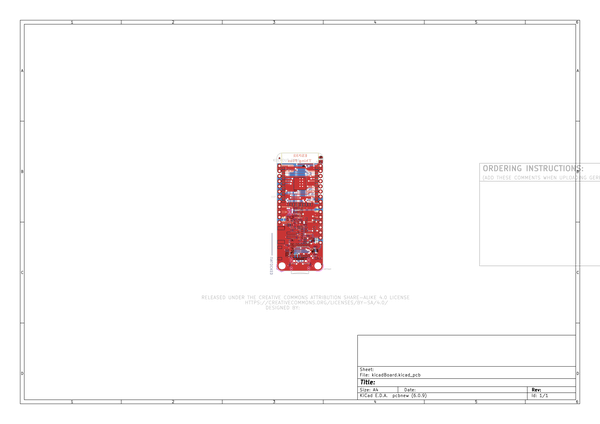 1 2 3 4 5 6
A A
ORDERING INSTRUCTIONS:
(ADD THESE COMMENTS WHEN UPLOADING GER
B B
C C
RELEASED UNDER THE CREATIVE COMMONS ATTRIBUTION SHARE-ALIKE 4.0 LICENSE
HTTPS://CREATIVECOMMONS.ORG/LICENSES/BY-SA/4.0/
DESIGNED BY:
Sheet:
File: kicadBoard.kicad_pcb
D D
Title:
Size: A4 Date: Rev:
KiCad E.D.A. pcbnew (6.0.9) Id: 1/1
1 2 3 4 5 6